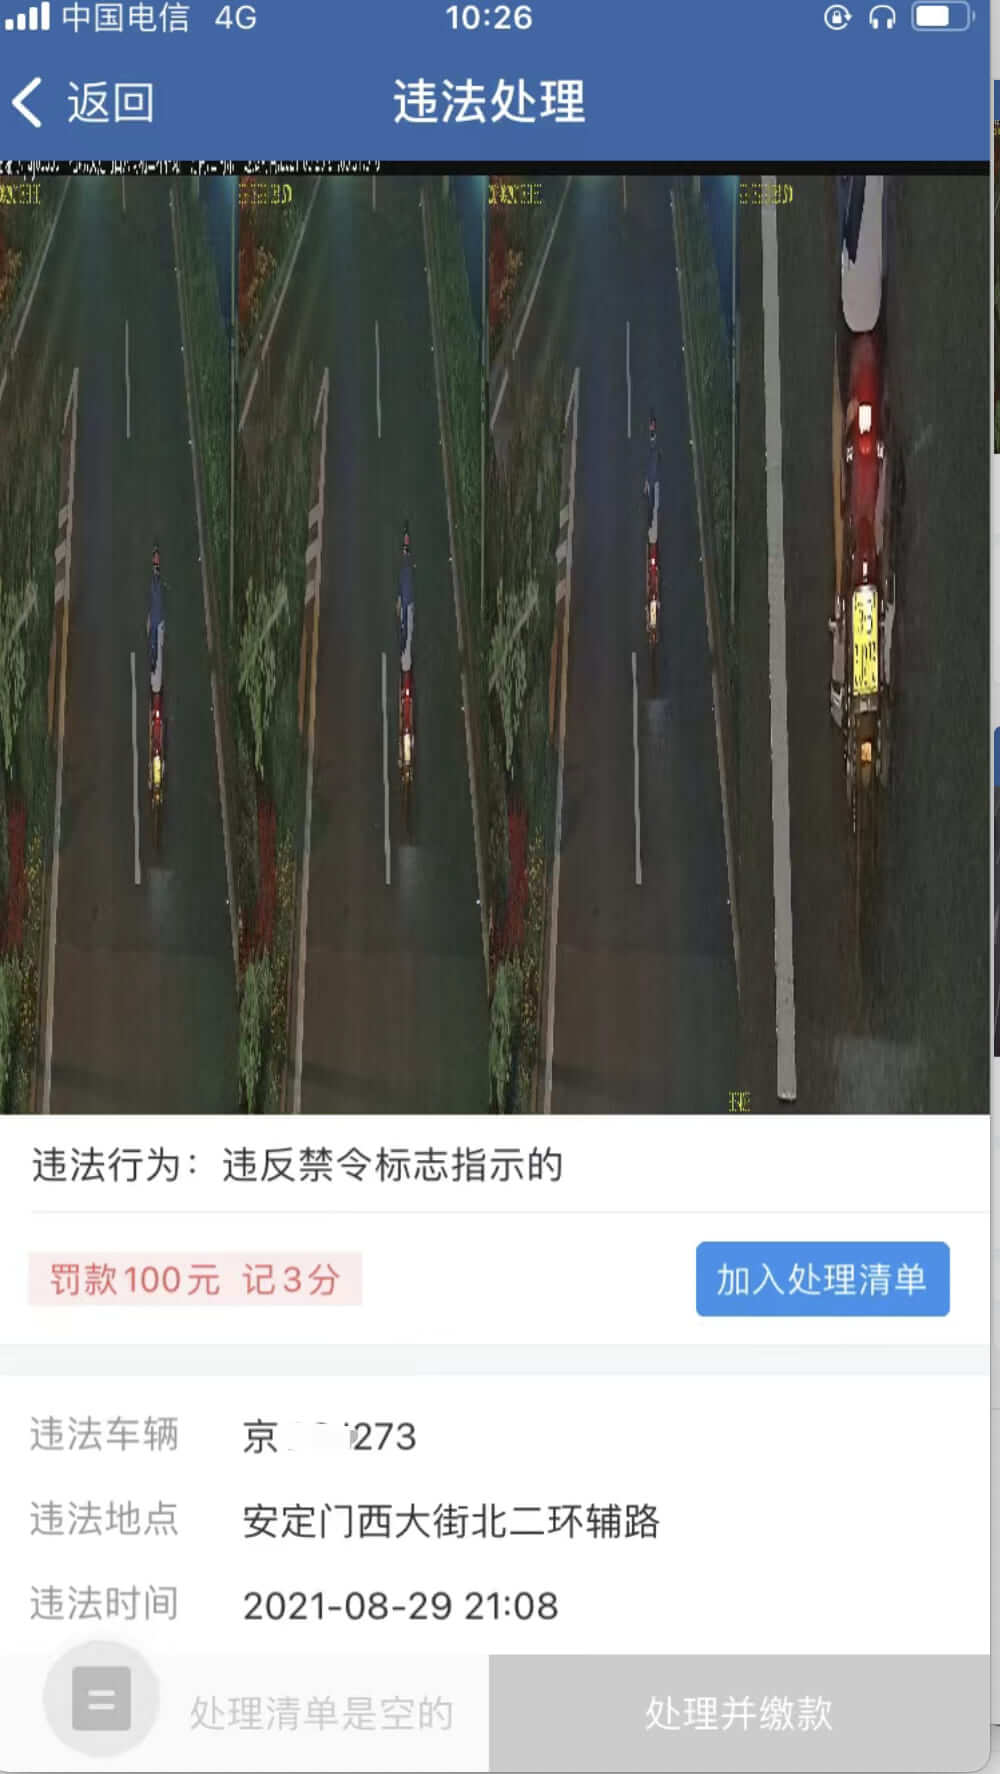 中国电信 4G 10:26
返回 违法处理
违法行为：违反禁令标志指示的
罚款100元 记3分 加入处理清单
违法车辆 京 273
违法地点 安定门西大街北二环辅路
违法时间 2021-08-29 21:08
处理清单是空的 处理并缴款